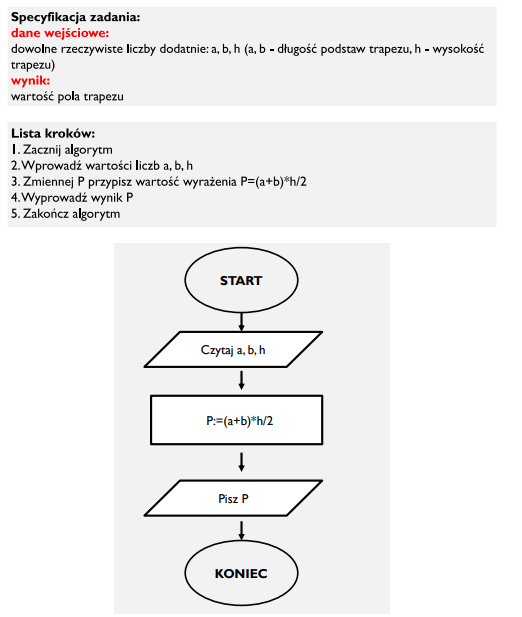 Specyfikacja zadania:
dane wejściowe:
dowolne rzeczywiste liczby dodatnie: a, b, h (a, b - długość podstaw trapezu, h - wysokość
trapezu)
wynik:
wartość pola trapezu
Lista kroków:
1. Zacznij algorytm
2. Wprowadź wartości liczb a, b, h
3. Zmiennej P przypisz wartość wyrażenia P=(a+b)*h/2
4. Wyprowadź wynik P
5. Zakończ algorytm
START
Czytaj a, b, h
P:=(a+b)*h/2
Pisz P
KONIEC